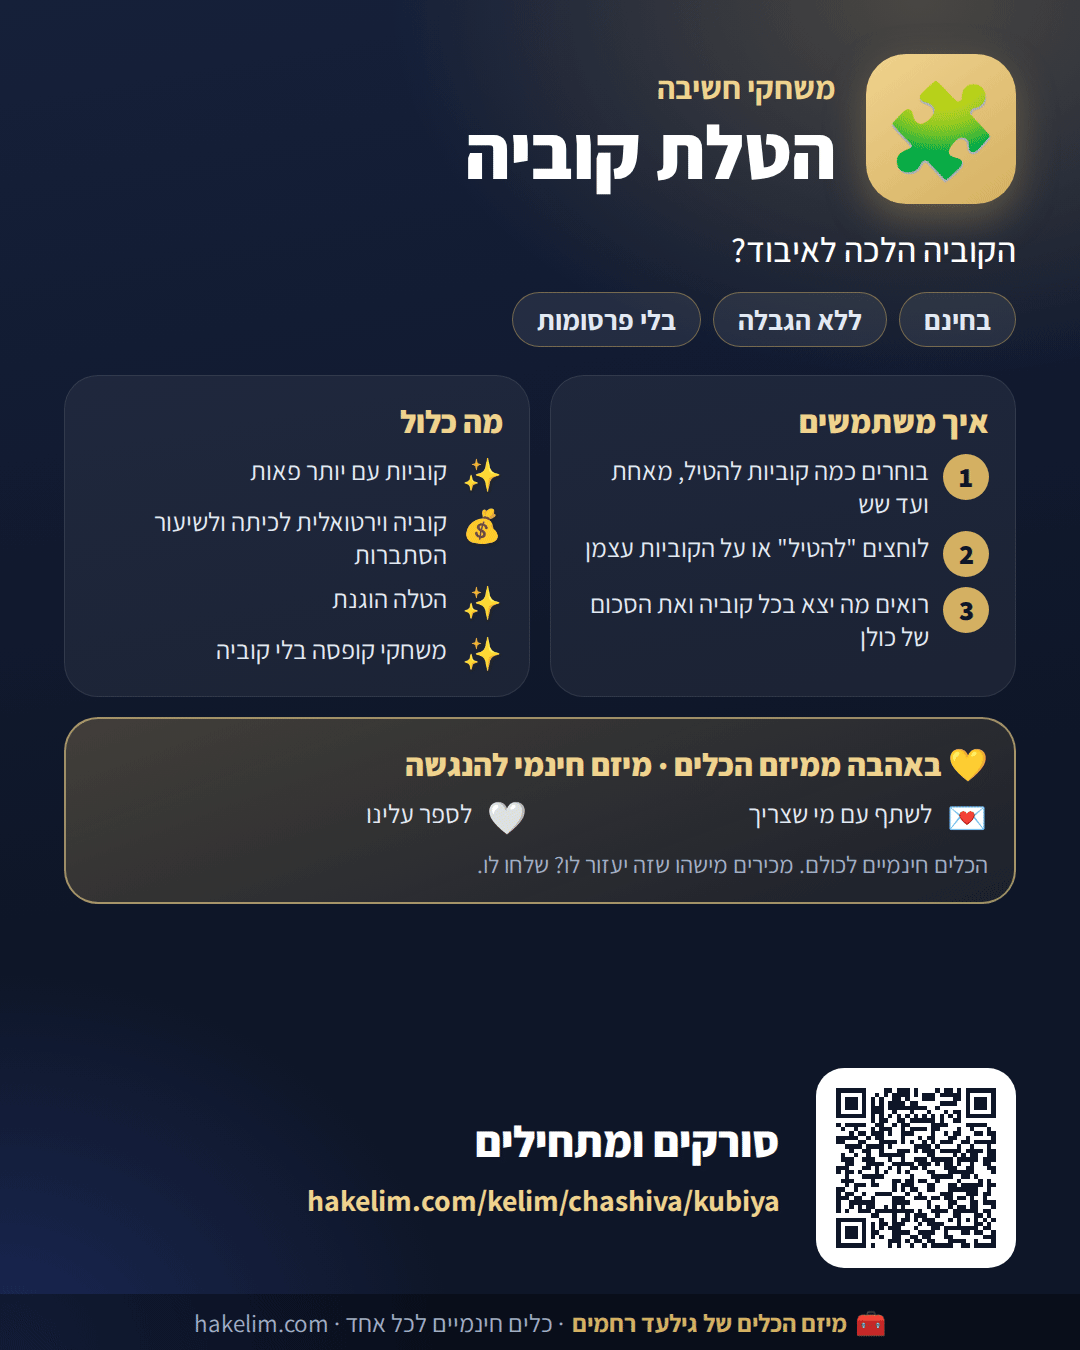 משחקי חשיבה
הטלת קוביה
הקוביה הלכה לאיבוד?
בחינם
ללא הגבלה
בלי פרסומות
איך משתמשים
1 בוחרים כמה קוביות להטיל, מאחת
ועד שש
2 לוחצים "להטיל" או על הקוביות עצמן
3 רואים מה יצא בכל קוביה ואת הסכום
של כולן
מה כלול
קוביות עם יותר פאות
קוביה וירטואלית לכיתה ולשיעור
הסתברות
הטלה הוגנת
משחקי קופסה בלי קוביה
באהבה ממיזם הכלים · מיזם חינמי להנגשה
לשתף עם מי שצריך
לספר עלינו
הכלים חינמיים לכולם. מכירים מישהו שזה יעזור לו? שלחו לו.
סורקים ומתחילים
hakelim.com/kelim/chashiva/kubiya
מיזם הכלים של גילעד רחמים · כלים חינמיים לכל אחד · hakelim.com